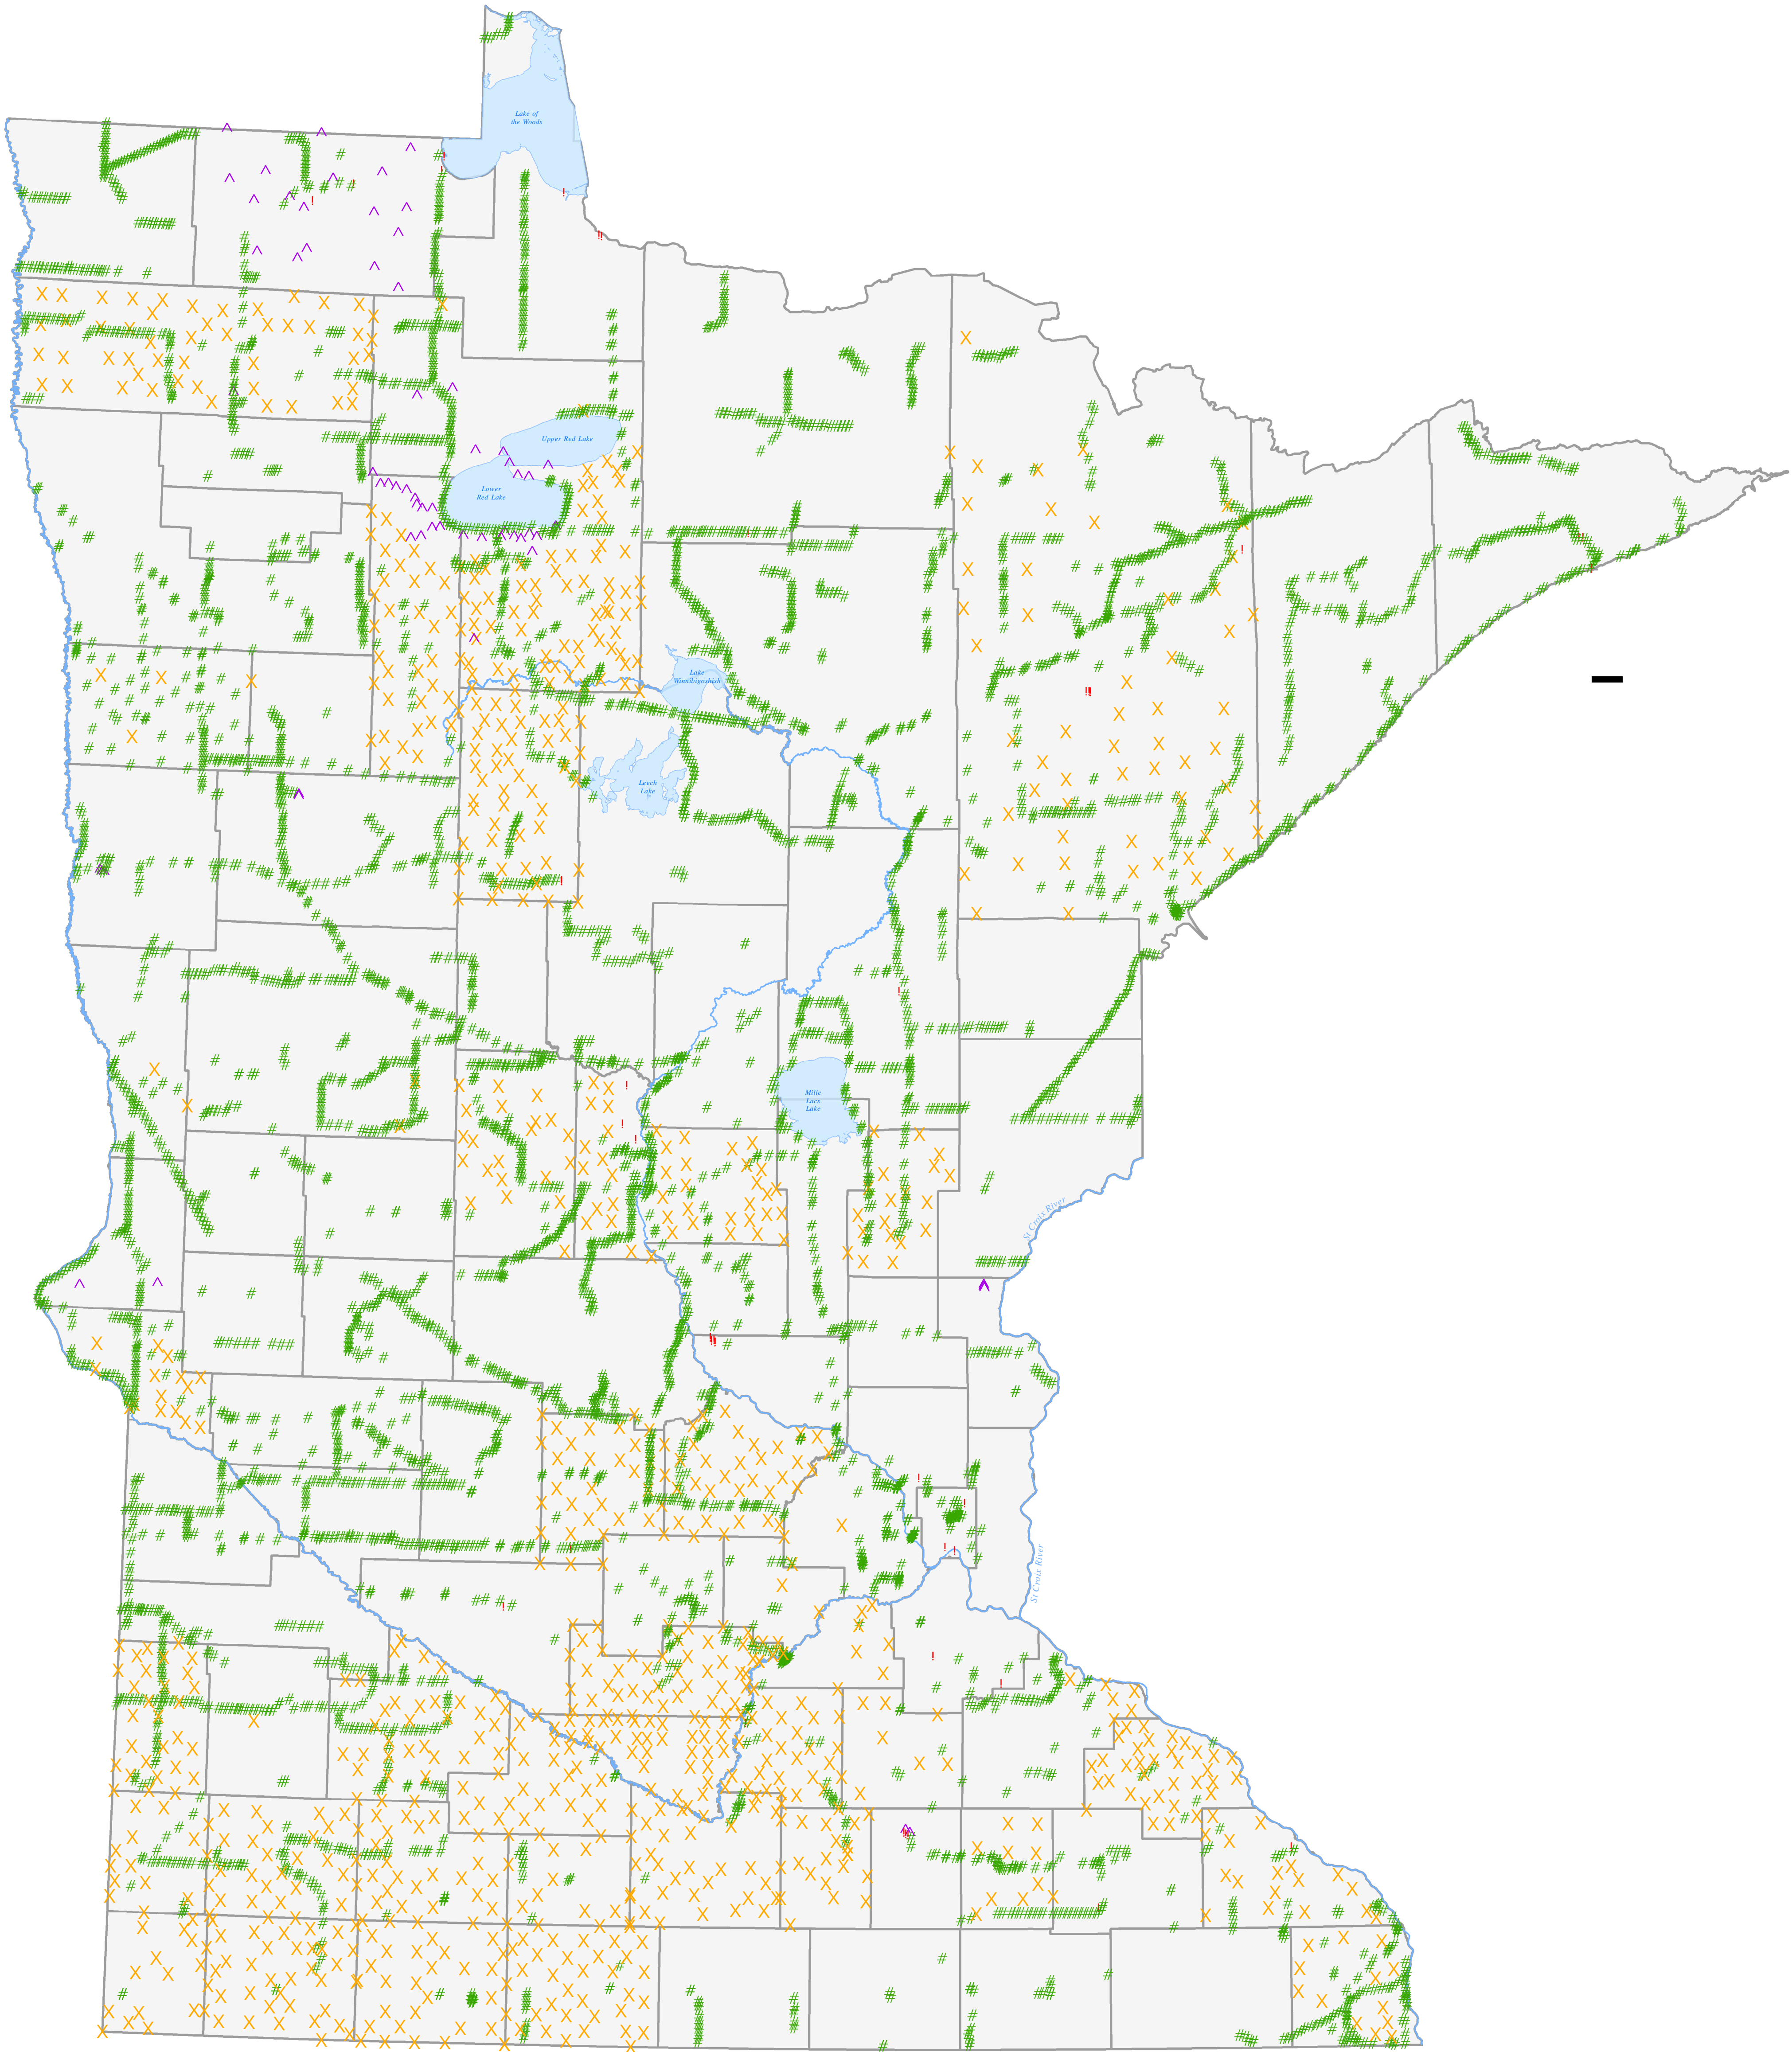 Lake of
the Woods
Upper Red Lake
Lower
Red Lake
Lake
Winnibigoshish
Leech
Lake
Mille
Lacs
Lake
St Croix River
St Croix River